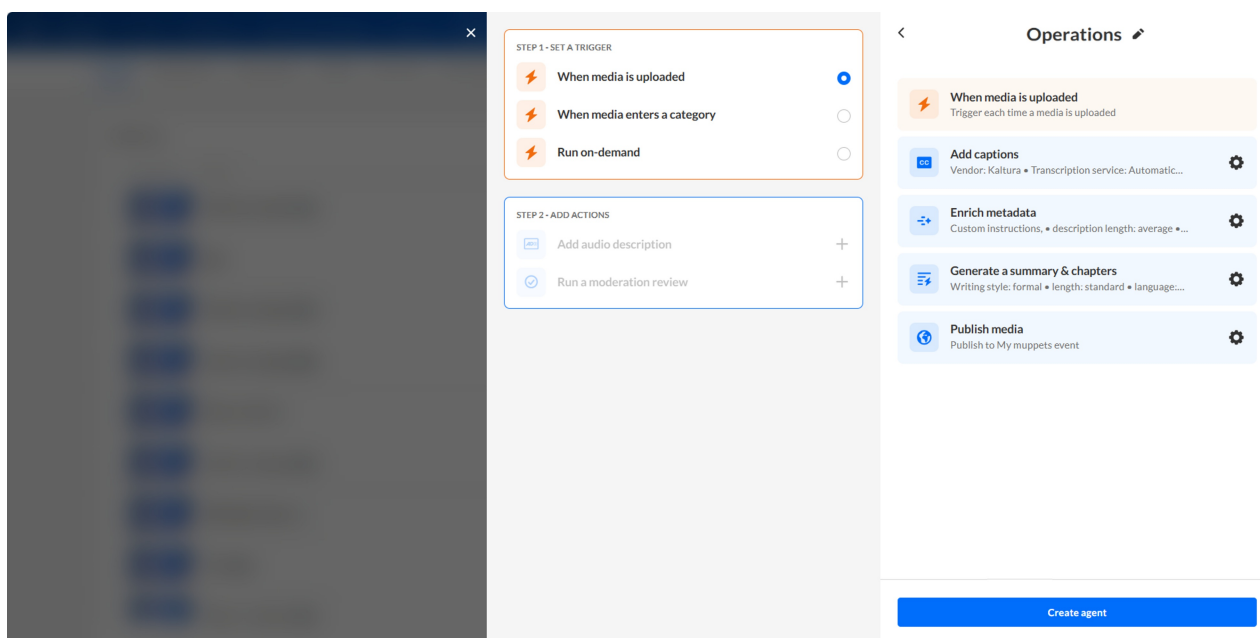 STEP 1 - SET A TRIGGER
When media is uploaded
When media enters a category
Run on-demand
STEP 2 - ADD ACTIONS
Add audio description
Run a moderation review
Operations
When media is uploaded
Trigger each time a media is uploaded
CC
Add captions
Vendor: Kaltura • Transcription service: Automatic...
Enrich metadata
Custom instructions, • description length: average •...
Generate a summary & chapters
Writing style: formal • length: standard • language:...
Publish media
Publish to My muppets event
Create agent